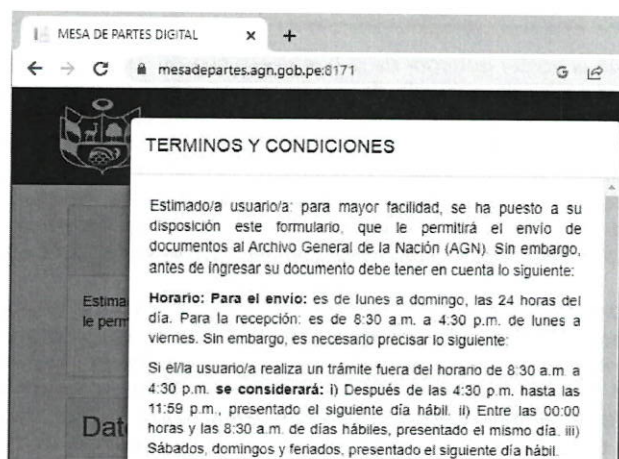 MESA DE PARTES DIGITAL
mesadepartes.agn.gob.pe:8171
TERMINOS Y CONDICIONES
Estimado/a usuario/a: para mayor facilidad, se ha puesto a su
disposición este formulario, que le permitirá el envío de
documentos al Archivo General de la Nación (AGN). Sin embargo,
antes de ingresar su documento debe tener en cuenta lo siguiente:
Estima
le perm
Horario: Para el envío: es de lunes a domingo, las 24 horas del
día. Para la recepción: es de 8:30 a.m. a 4:30 p.m. de lunes a
viernes. Sin embargo, es necesario precisar lo siguiente:
Si el/la usuario/a realiza un trámite fuera del horario de 8:30 a.m. a
4:30 p.m. se considerará: i) Después de las 4:30 p.m. hasta las
11:59 p.m., presentado el siguiente día hábil. ii) Entre las 00:00
horas y las 8:30 a.m. de días hábiles, presentado el mismo día. iii)
Sábados, domingos y feriados, presentado el siguiente día hábil.
Dat